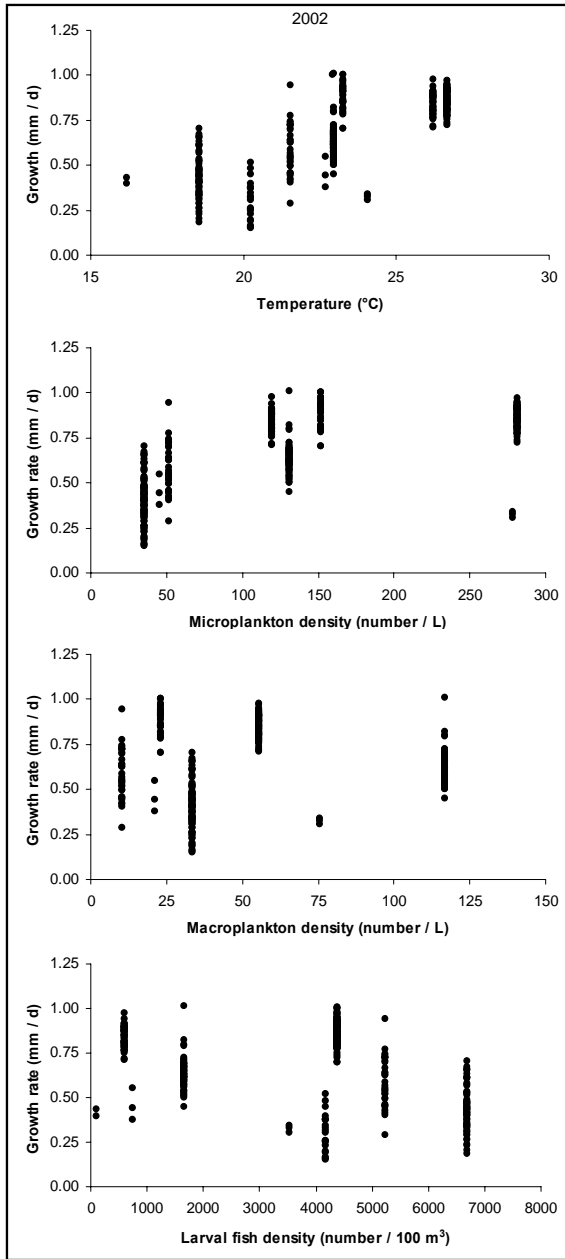 2002
1.25
1.00
0.75
0.50
0.25
0.00
Growth (mm / d)
15 20 25 30
Temperature (°C)
1.25
1.00
0.75
0.50
0.25
0.00
Growth rate (mm / d)
0 50 100 150 200 250 300
Microplankton density (number / L)
1.25
1.00
0.75
0.50
0.25
0.00
Growth rate (mm / d)
0 25 50 75 100 125 150
Macroplankton density (number / L)
1.25
1.00
0.75
0.50
0.25
0.00
Growth rate (mm / d)
0 1000 2000 3000 4000 5000 6000 7000 8000
Larval fish density (number / 100 m³)